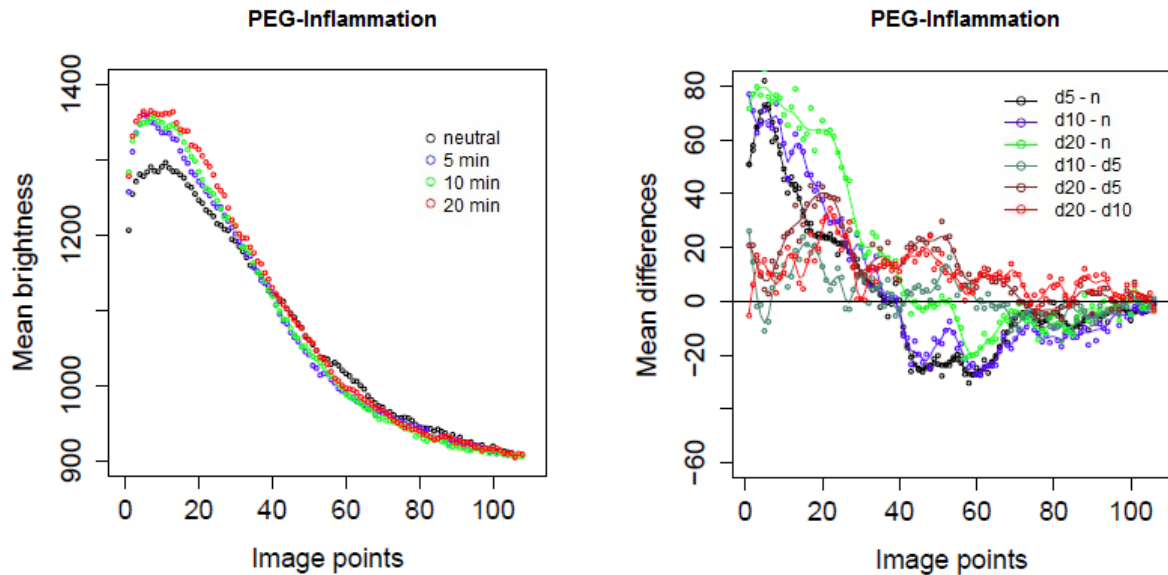 PEG-Inflammation
Mean brightness
1400
1200
1000
900
neutral
5 min
10 min
20 min
0
20
40
60
80
100
Image points
PEG-Inflammation
Mean differences
80
60
40
20
0
−20
−60
d5 - n
d10 - n
d20 - n
d10 - d5
d20 - d5
d20 - d10
0
20
40
60
80
100
Image points